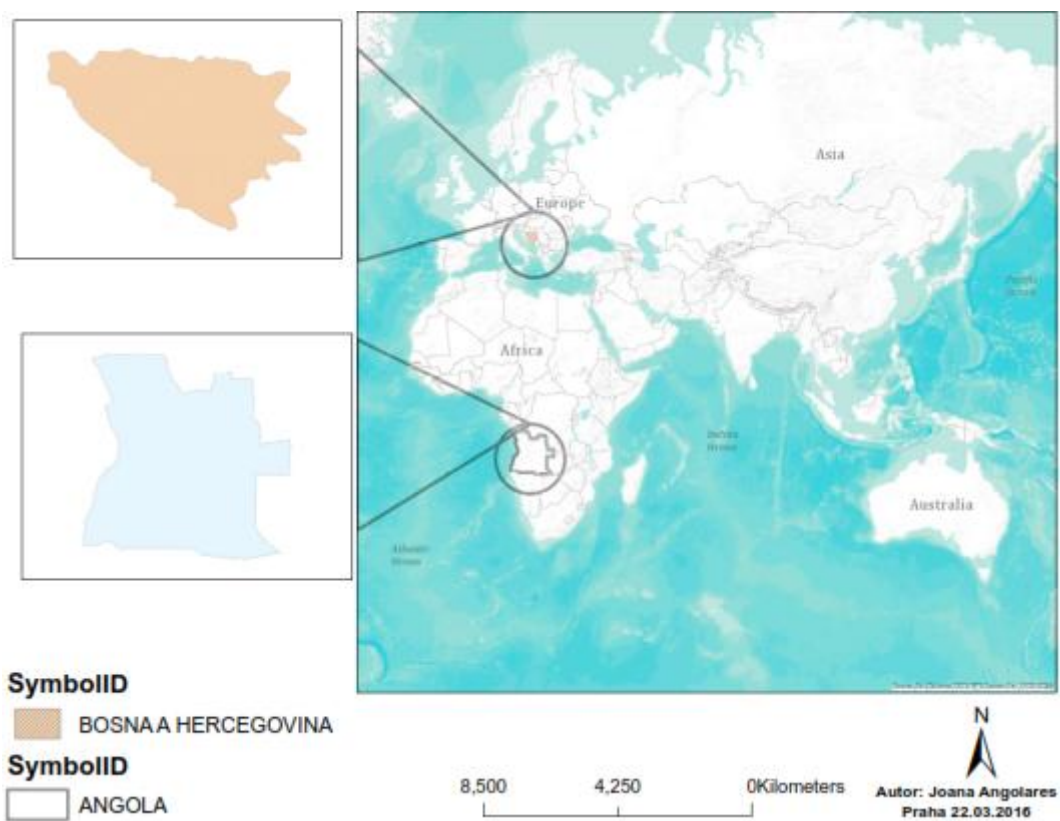 Asia
Europe
Africa
Australia
SymbolID
BOSNA A HERCEGOVINA
SymbolID
ANGOLA
8,500 4,250 0Kilometers
N
Autor: Joana Angolares
Praha 22.03.2016